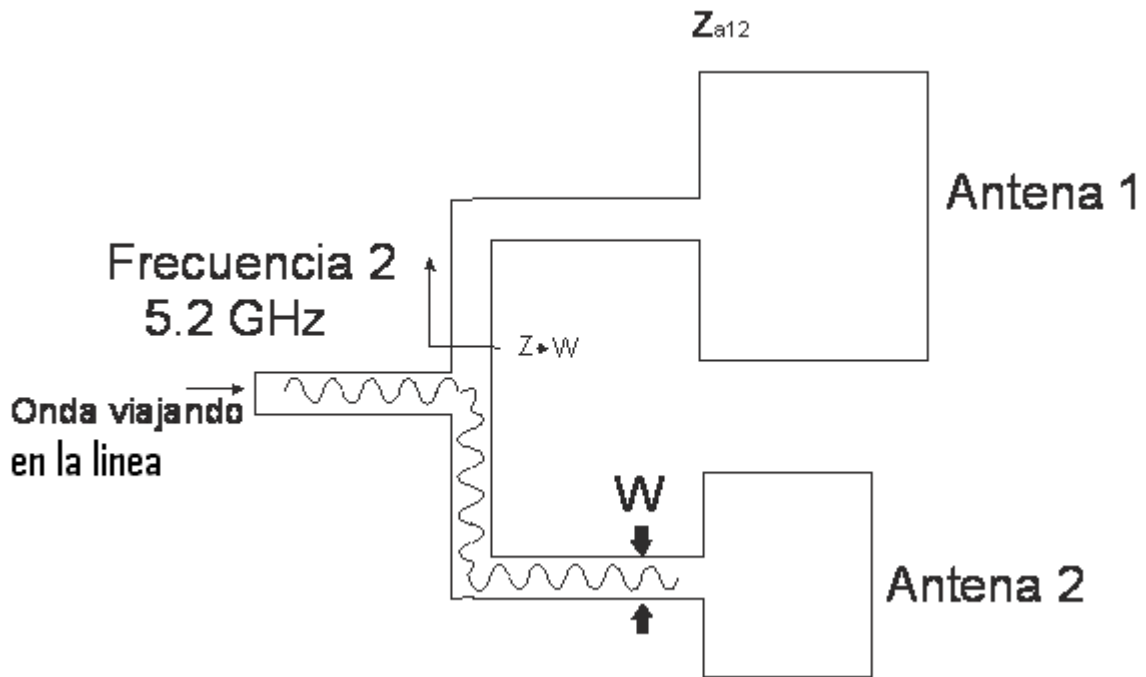 Za12
Antena 1
Frecuencia 2
5.2 GHz
Z▸W
Onda viajando
en la linea
W
Antena 2